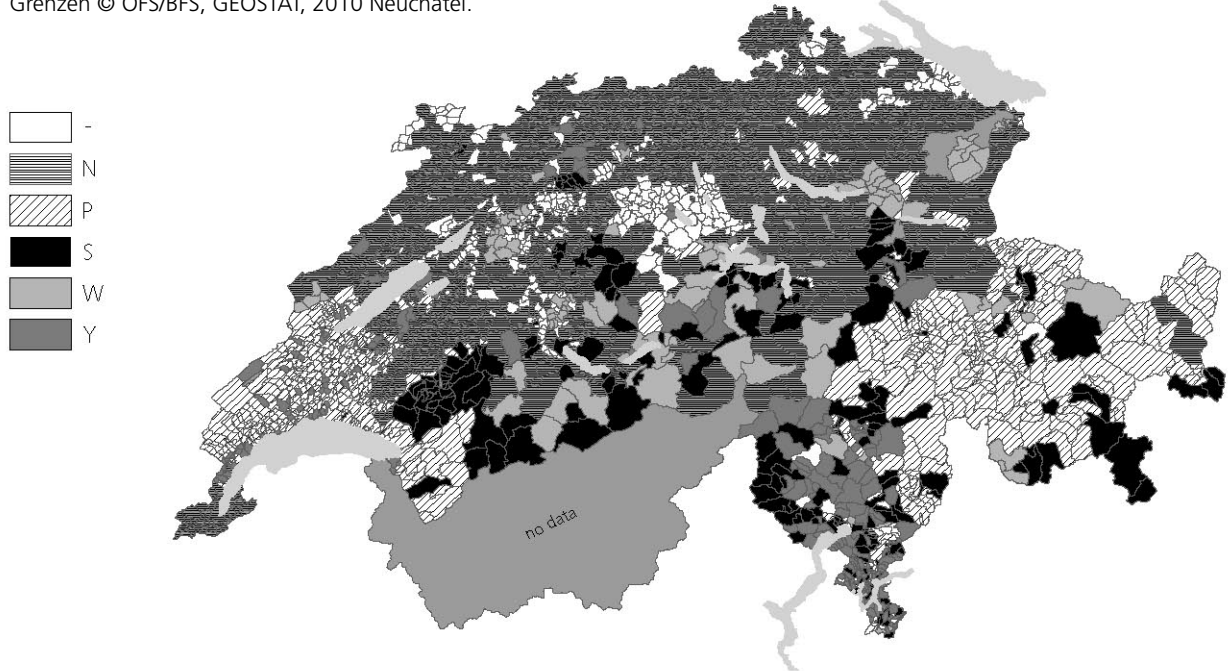 Grenzen © OFS/BFS, GEOSTAT, 2010 Neuchâtel.
-
N
P
S
W
Y
no data